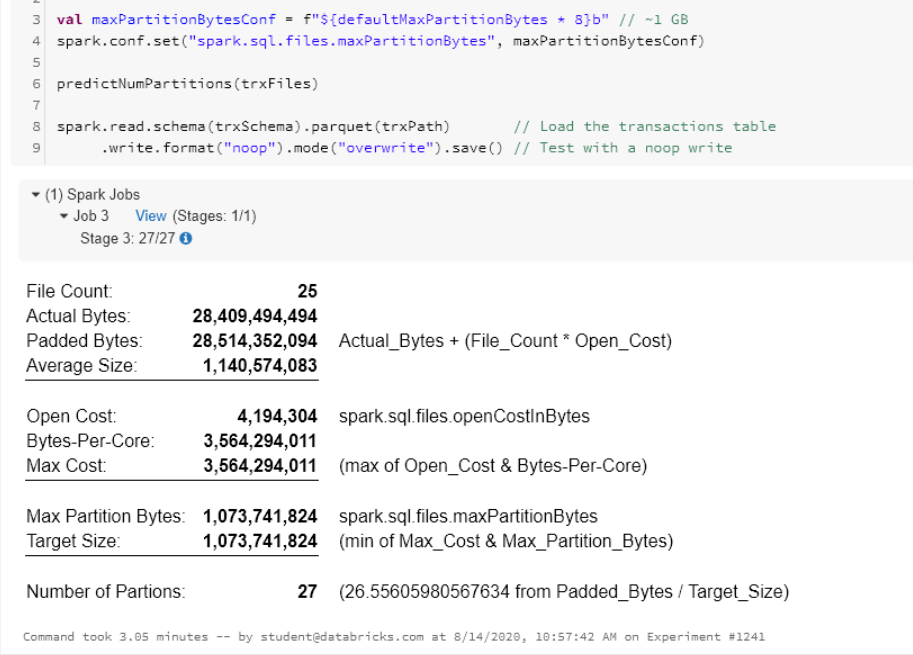 3 val maxPartitionBytesConf = f"${defaultMaxPartitionBytes * 8}b" // ~1 GB
4 spark.conf.set("spark.sql.files.maxPartitionBytes", maxPartitionBytesConf)
5
6 predictNumPartitions(trxFiles)
7
8 spark.read.schema(trxSchema).parquet(trxPath) // Load the transactions table
9 .write.format("noop").mode("overwrite").save() // Test with a noop write
(1) Spark Jobs
Job 3 View (Stages: 1/1)
Stage 3: 27/27 i
File Count: 25
Actual Bytes: 28,409,494,494
Padded Bytes: 28,514,352,094 Actual_Bytes + (File_Count * Open_Cost)
Average Size: 1,140,574,083
Open Cost: 4,194,304 spark.sql.files.openCostInBytes
Bytes-Per-Core: 3,564,294,011
Max Cost: 3,564,294,011 (max of Open_Cost & Bytes-Per-Core)
Max Partition Bytes: 1,073,741,824 spark.sql.files.maxPartitionBytes
Target Size: 1,073,741,824 (min of Max_Cost & Max_Partition_Bytes)
Number of Partions: 27 (26.55605980567634 from Padded_Bytes / Target_Size)
Command took 3.05 minutes -- by student@databricks.com at 8/14/2020, 10:57:42 AM on Experiment #1241